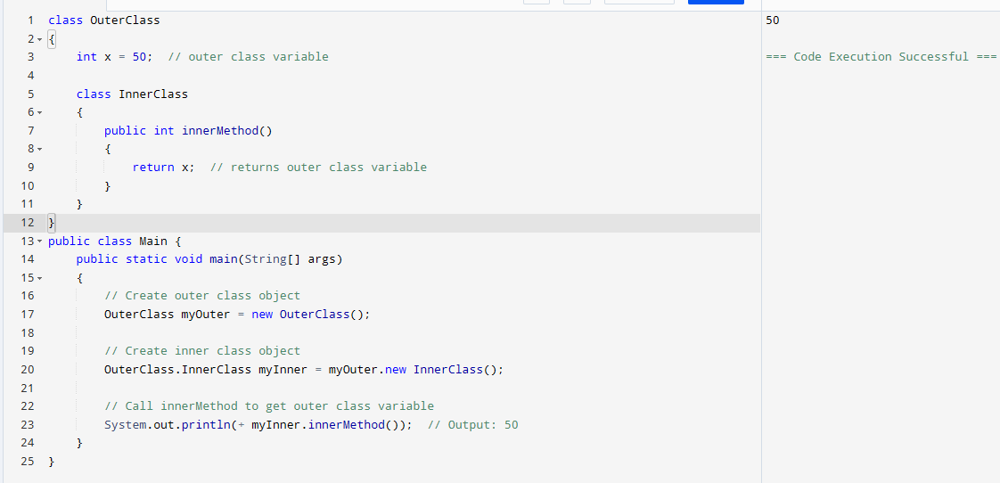 1 class OuterClass
2 {
3 int x = 50; // outer class variable
4
5 class InnerClass
6 {
7 public int innerMethod()
8 {
9 return x; // returns outer class variable
10 }
11 }
12 }
13 public class Main {
14 public static void main(String[] args)
15 {
16 // Create outer class object
17 OuterClass myOuter = new OuterClass();
18
19 // Create inner class object
20 OuterClass.InnerClass myInner = myOuter.new InnerClass();
21
22 // Call innerMethod to get outer class variable
23 System.out.println(+ myInner.innerMethod()); // Output: 50
24 }
25 }
50
=== Code Execution Successful ===